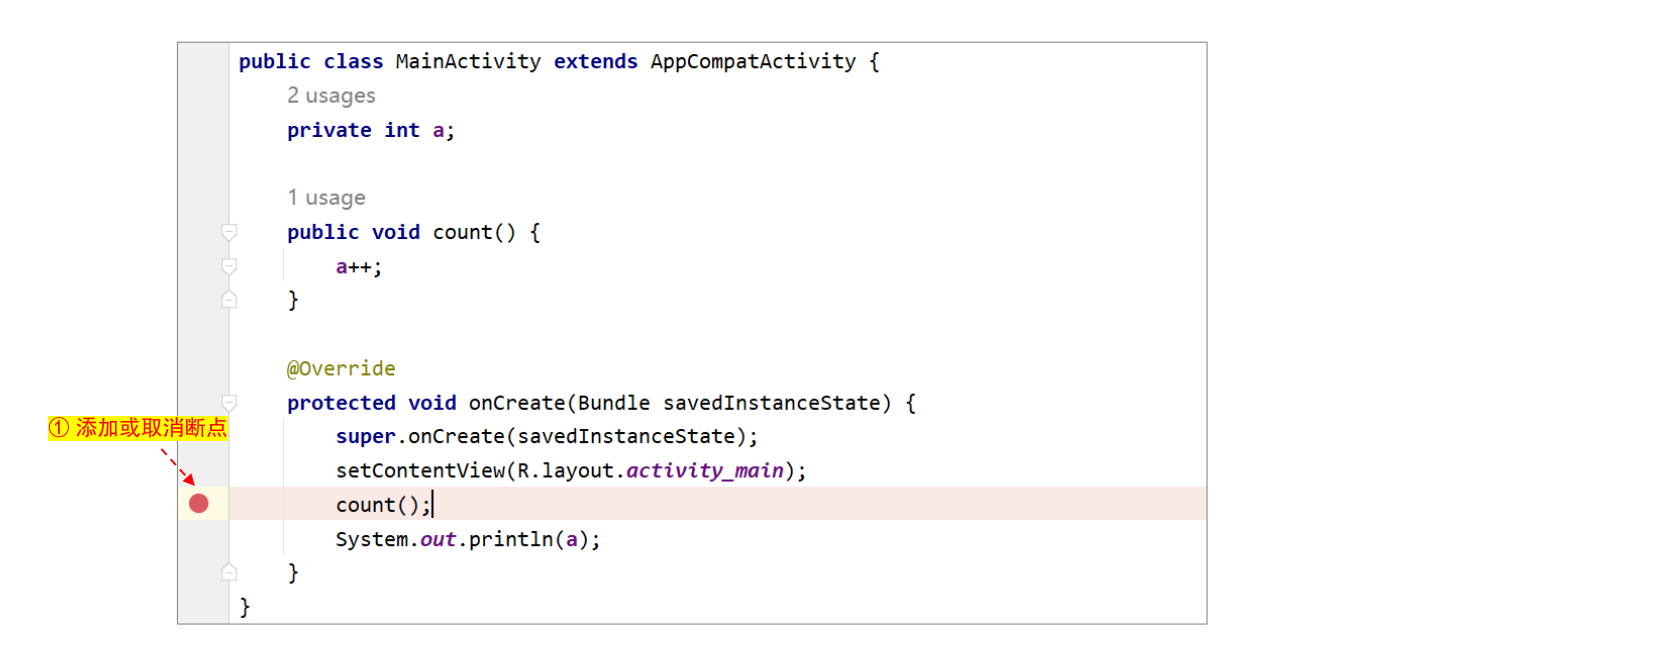 public class MainActivity extends AppCompatActivity {
2 usages
private int a;
1 usage
public void count() {
a++;
}
@Override
protected void onCreate(Bundle savedInstanceState) {
① 添加或取消断点
super.onCreate(savedInstanceState);
setContentView(R.layout.activity_main);
count();
System.out.println(a);
}
}